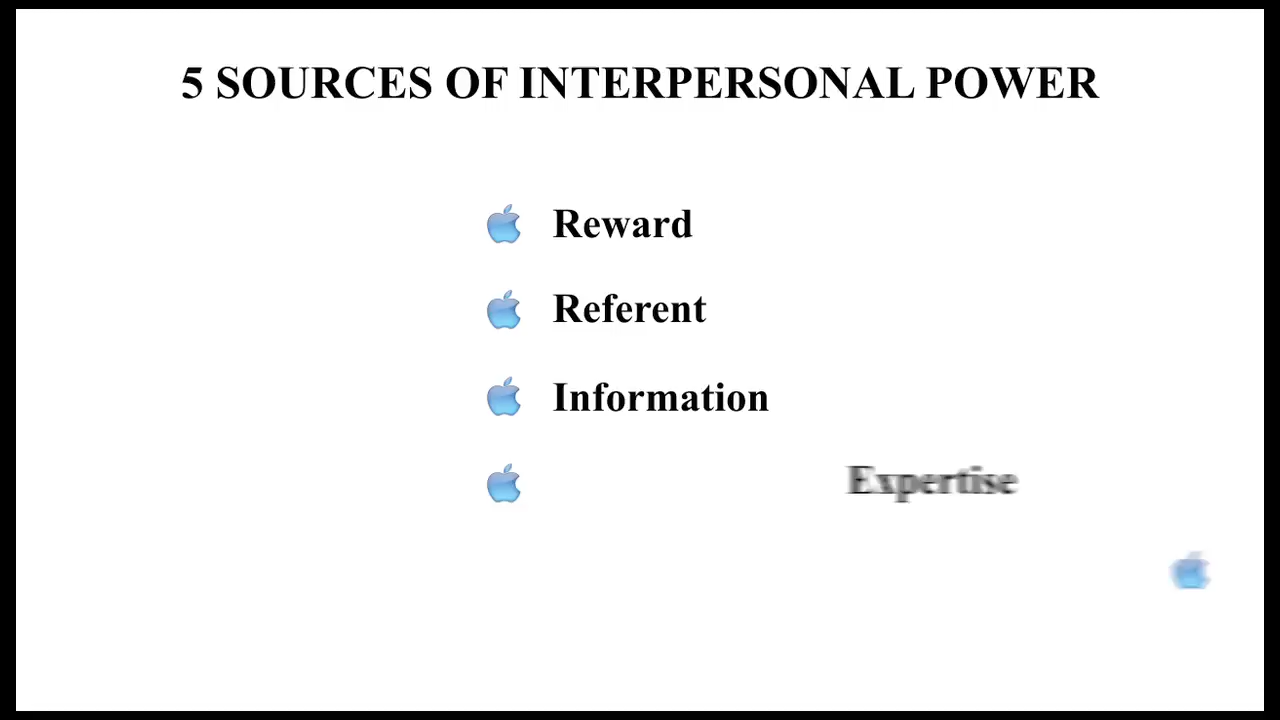 5 SOURCES OF INTERPERSONAL POWER
Reward
Referent
Information
Expertise